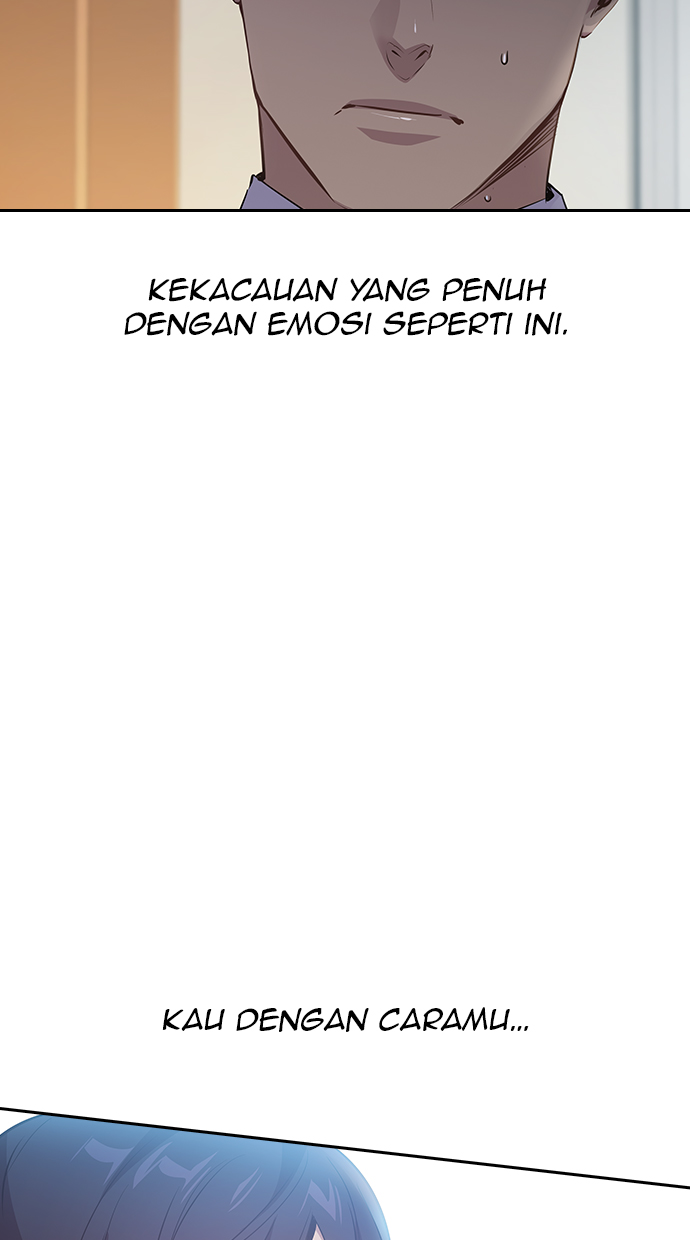 KEKACAUAN YANG PENUH
DENGAN EMOSI SEPERTI INI.
KAU DENGAN CARAMU...